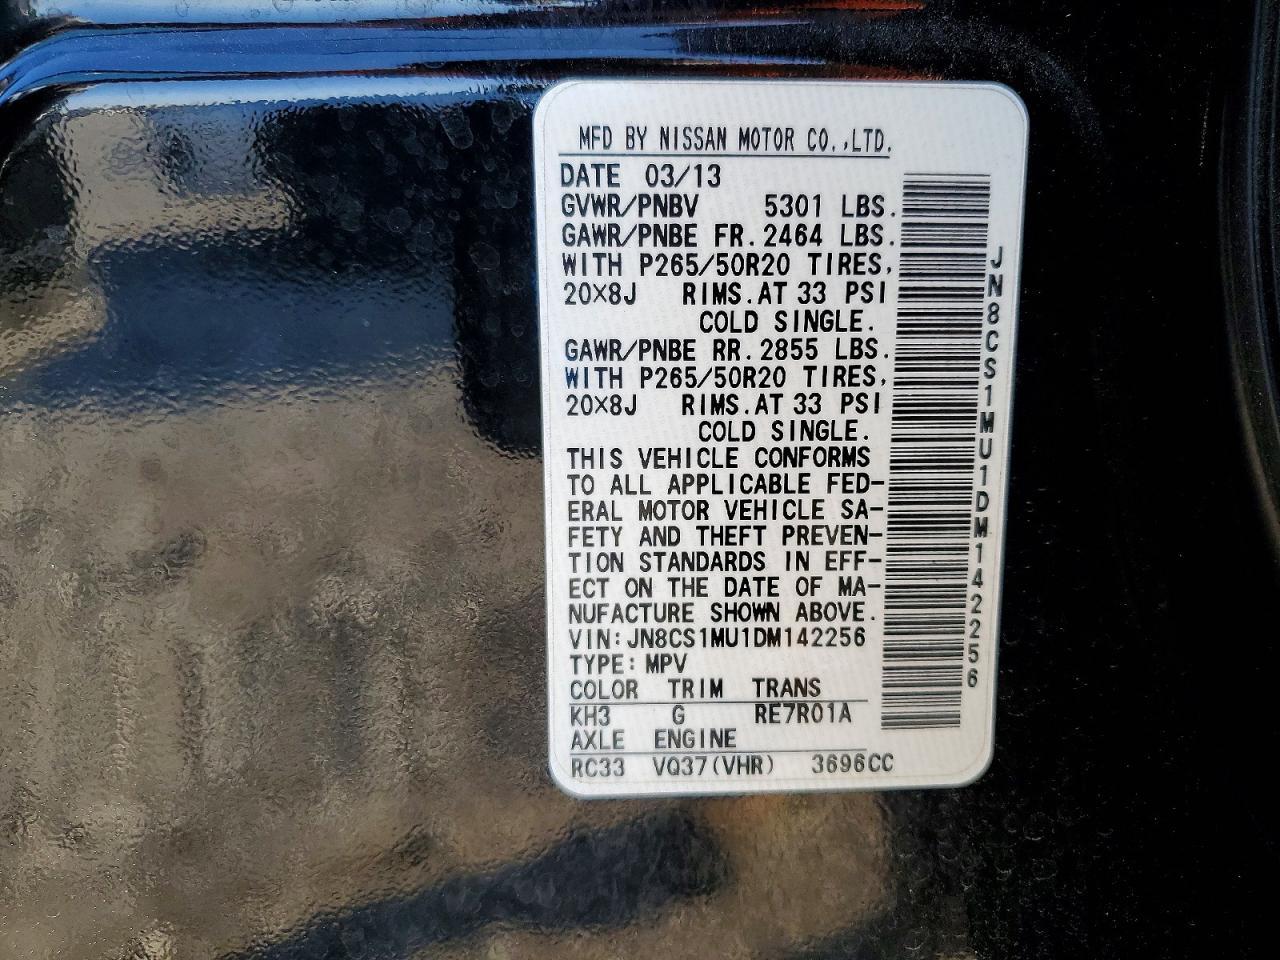 MFD BY NISSAN MOTOR CO.,LTD.
DATE 03/13
GVWR/PNBV 5301 LBS.
GAWR/PNBE FR. 2464 LBS.
WITH P265/50R20 TIRES,
20×8J RIMS. AT 33 PSI
COLD SINGLE.
GAWR/PNBE RR. 2855 LBS.
WITH P265/50R20 TIRES,
20×8J RIMS. AT 33 PSI
COLD SINGLE.
THIS VEHICLE CONFORMS
TO ALL APPLICABLE FED-
ERAL MOTOR VEHICLE SA-
FETY AND THEFT PREVEN-
TION STANDARDS IN EFF-
ECT ON THE DATE OF MA-
NUFACTURE SHOWN ABOVE.
VIN: JN8CS1MU1DM142256
TYPE: MPV
COLOR TRIM TRANS
KH3 G RE7R01A
AXLE ENGINE
RC33 VQ37(VHR) 3696CC
JN8CS1MU1DM142256